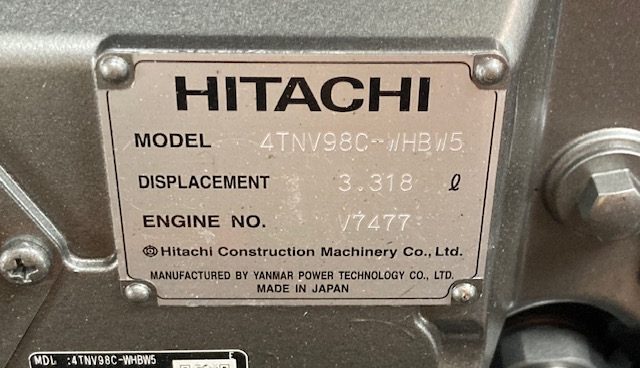 HITACHI
MODEL 4TNV98C-WHBW5
DISPLACEMENT 3.318 ℓ
ENGINE NO. V7477
Hitachi Construction Machinery Co., Ltd.
MANUFACTURED BY YANMAR POWER TECHNOLOGY CO., LTD.
MADE IN JAPAN
MDL :4TNV98C-WHBW5 E